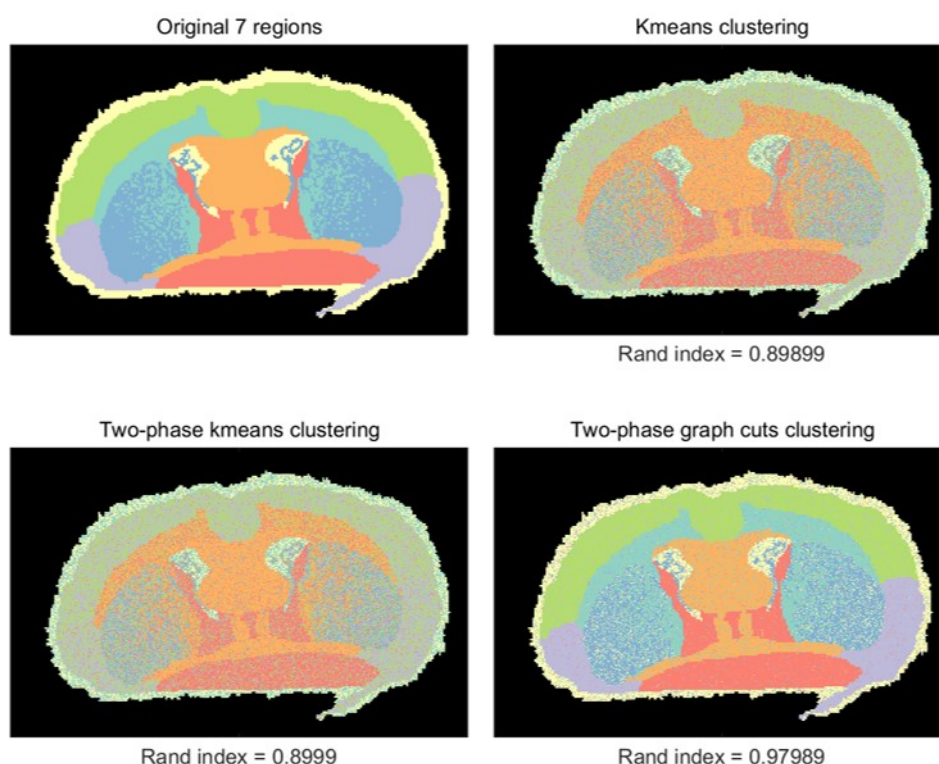 Original 7 regions
Kmeans clustering
Rand index = 0.89899
Two-phase kmeans clustering
Two-phase graph cuts clustering
Rand index = 0.8999
Rand index = 0.97989